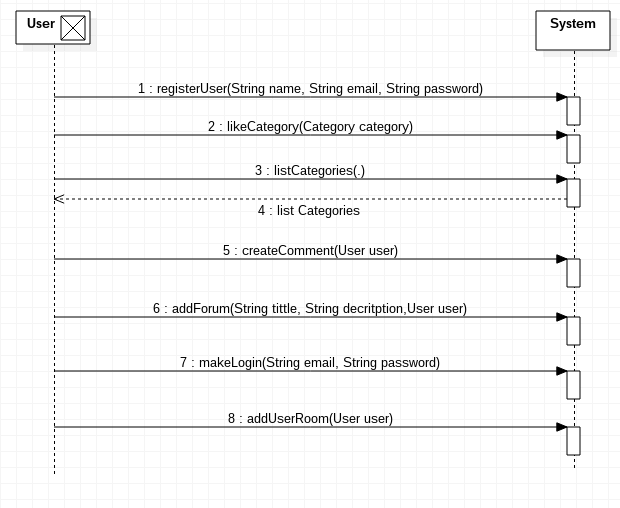 User
System
1 : registerUser(String name, String email, String password)
2 : likeCategory(Category category)
3 : listCategories(.)
4 : list Categories
5 : createComment(User user)
6 : addForum(String tittle, String decritption,User user)
7 : makeLogin(String email, String password)
8 : addUserRoom(User user)